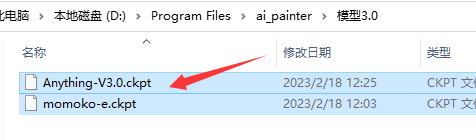 此电脑 > 本地磁盘 (D:) > Program Files > ai_painter > 模型3.0
名称 修改日期 类型
Anything-V3.0.ckpt 2023/2/18 12:25 CKPT 文
momoko-e.ckpt 2023/2/18 12:03 CKPT 文